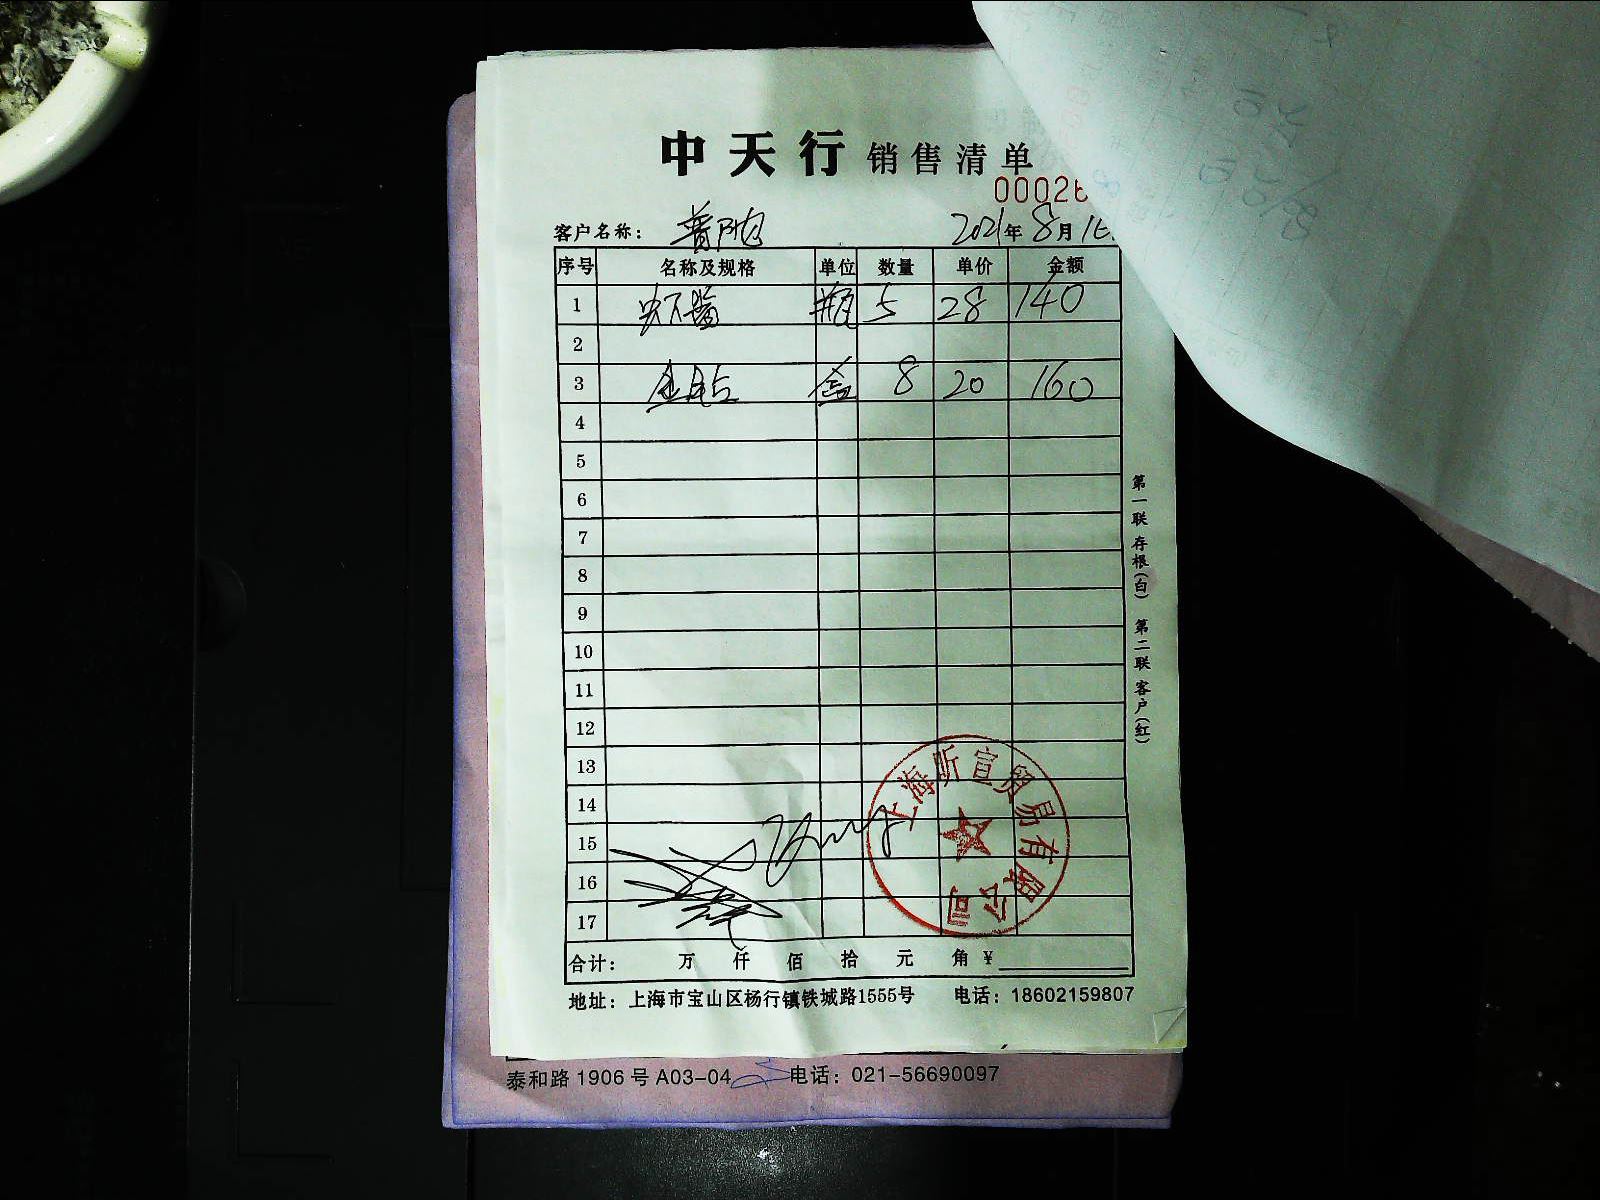 中天行 销售清单
0002
客户名称: 普陀 2021年8月16
序号 名称及规格 单位 数量 单价 金额
1 瓶 5 28 140
2
3 盒 8 20 160
4
5
6
7
8
9
10
11
12
13
14
15
16
17
上海昕宣贸易有限公司
合计: 万 仟 佰 拾 元 角 ¥
地址: 上海市宝山区杨行镇铁城路1555号 电话: 18602159807
第一联 存根(白) 第二联 客户(红)
泰和路1906号A03-04 电话: 021-56690097